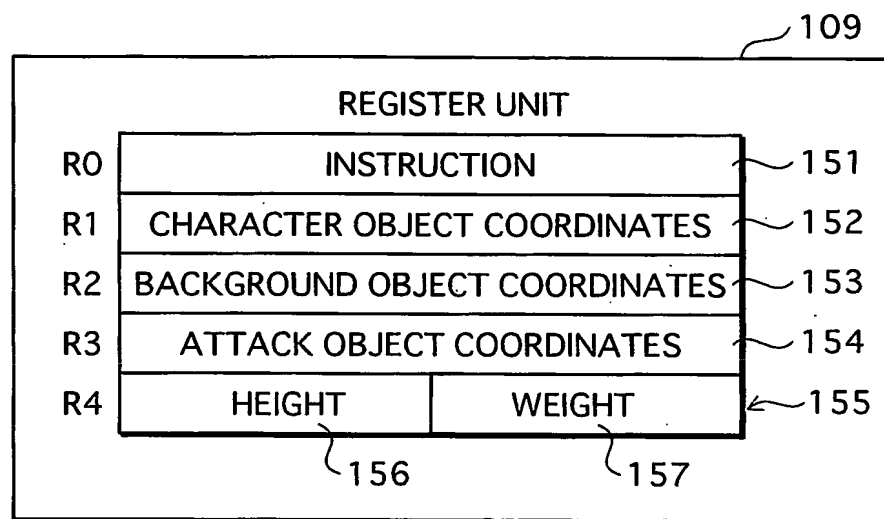 109
REGISTER UNIT
R0 INSTRUCTION 151
R1 CHARACTER OBJECT COORDINATES 152
R2 BACKGROUND OBJECT COORDINATES 153
R3 ATTACK OBJECT COORDINATES 154
R4 HEIGHT WEIGHT 155
156 157